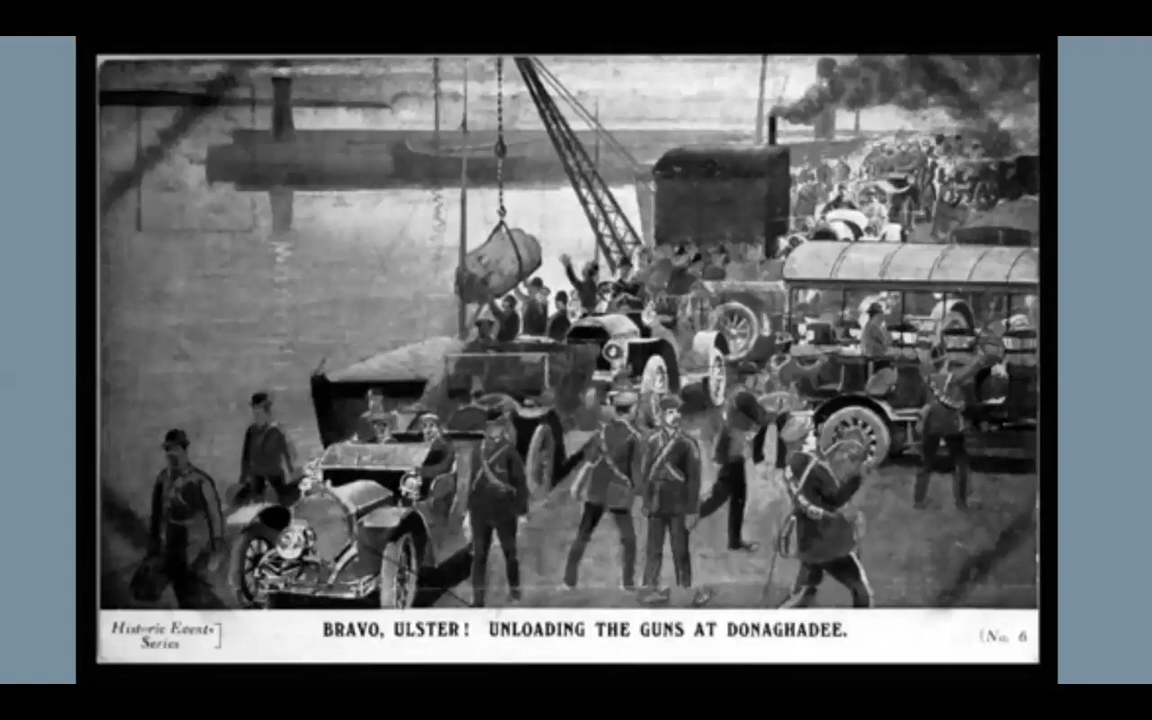 Historic Events
Series
BRAVO, ULSTER! UNLOADING THE GUNS AT DONAGHADEE.
(No. 6